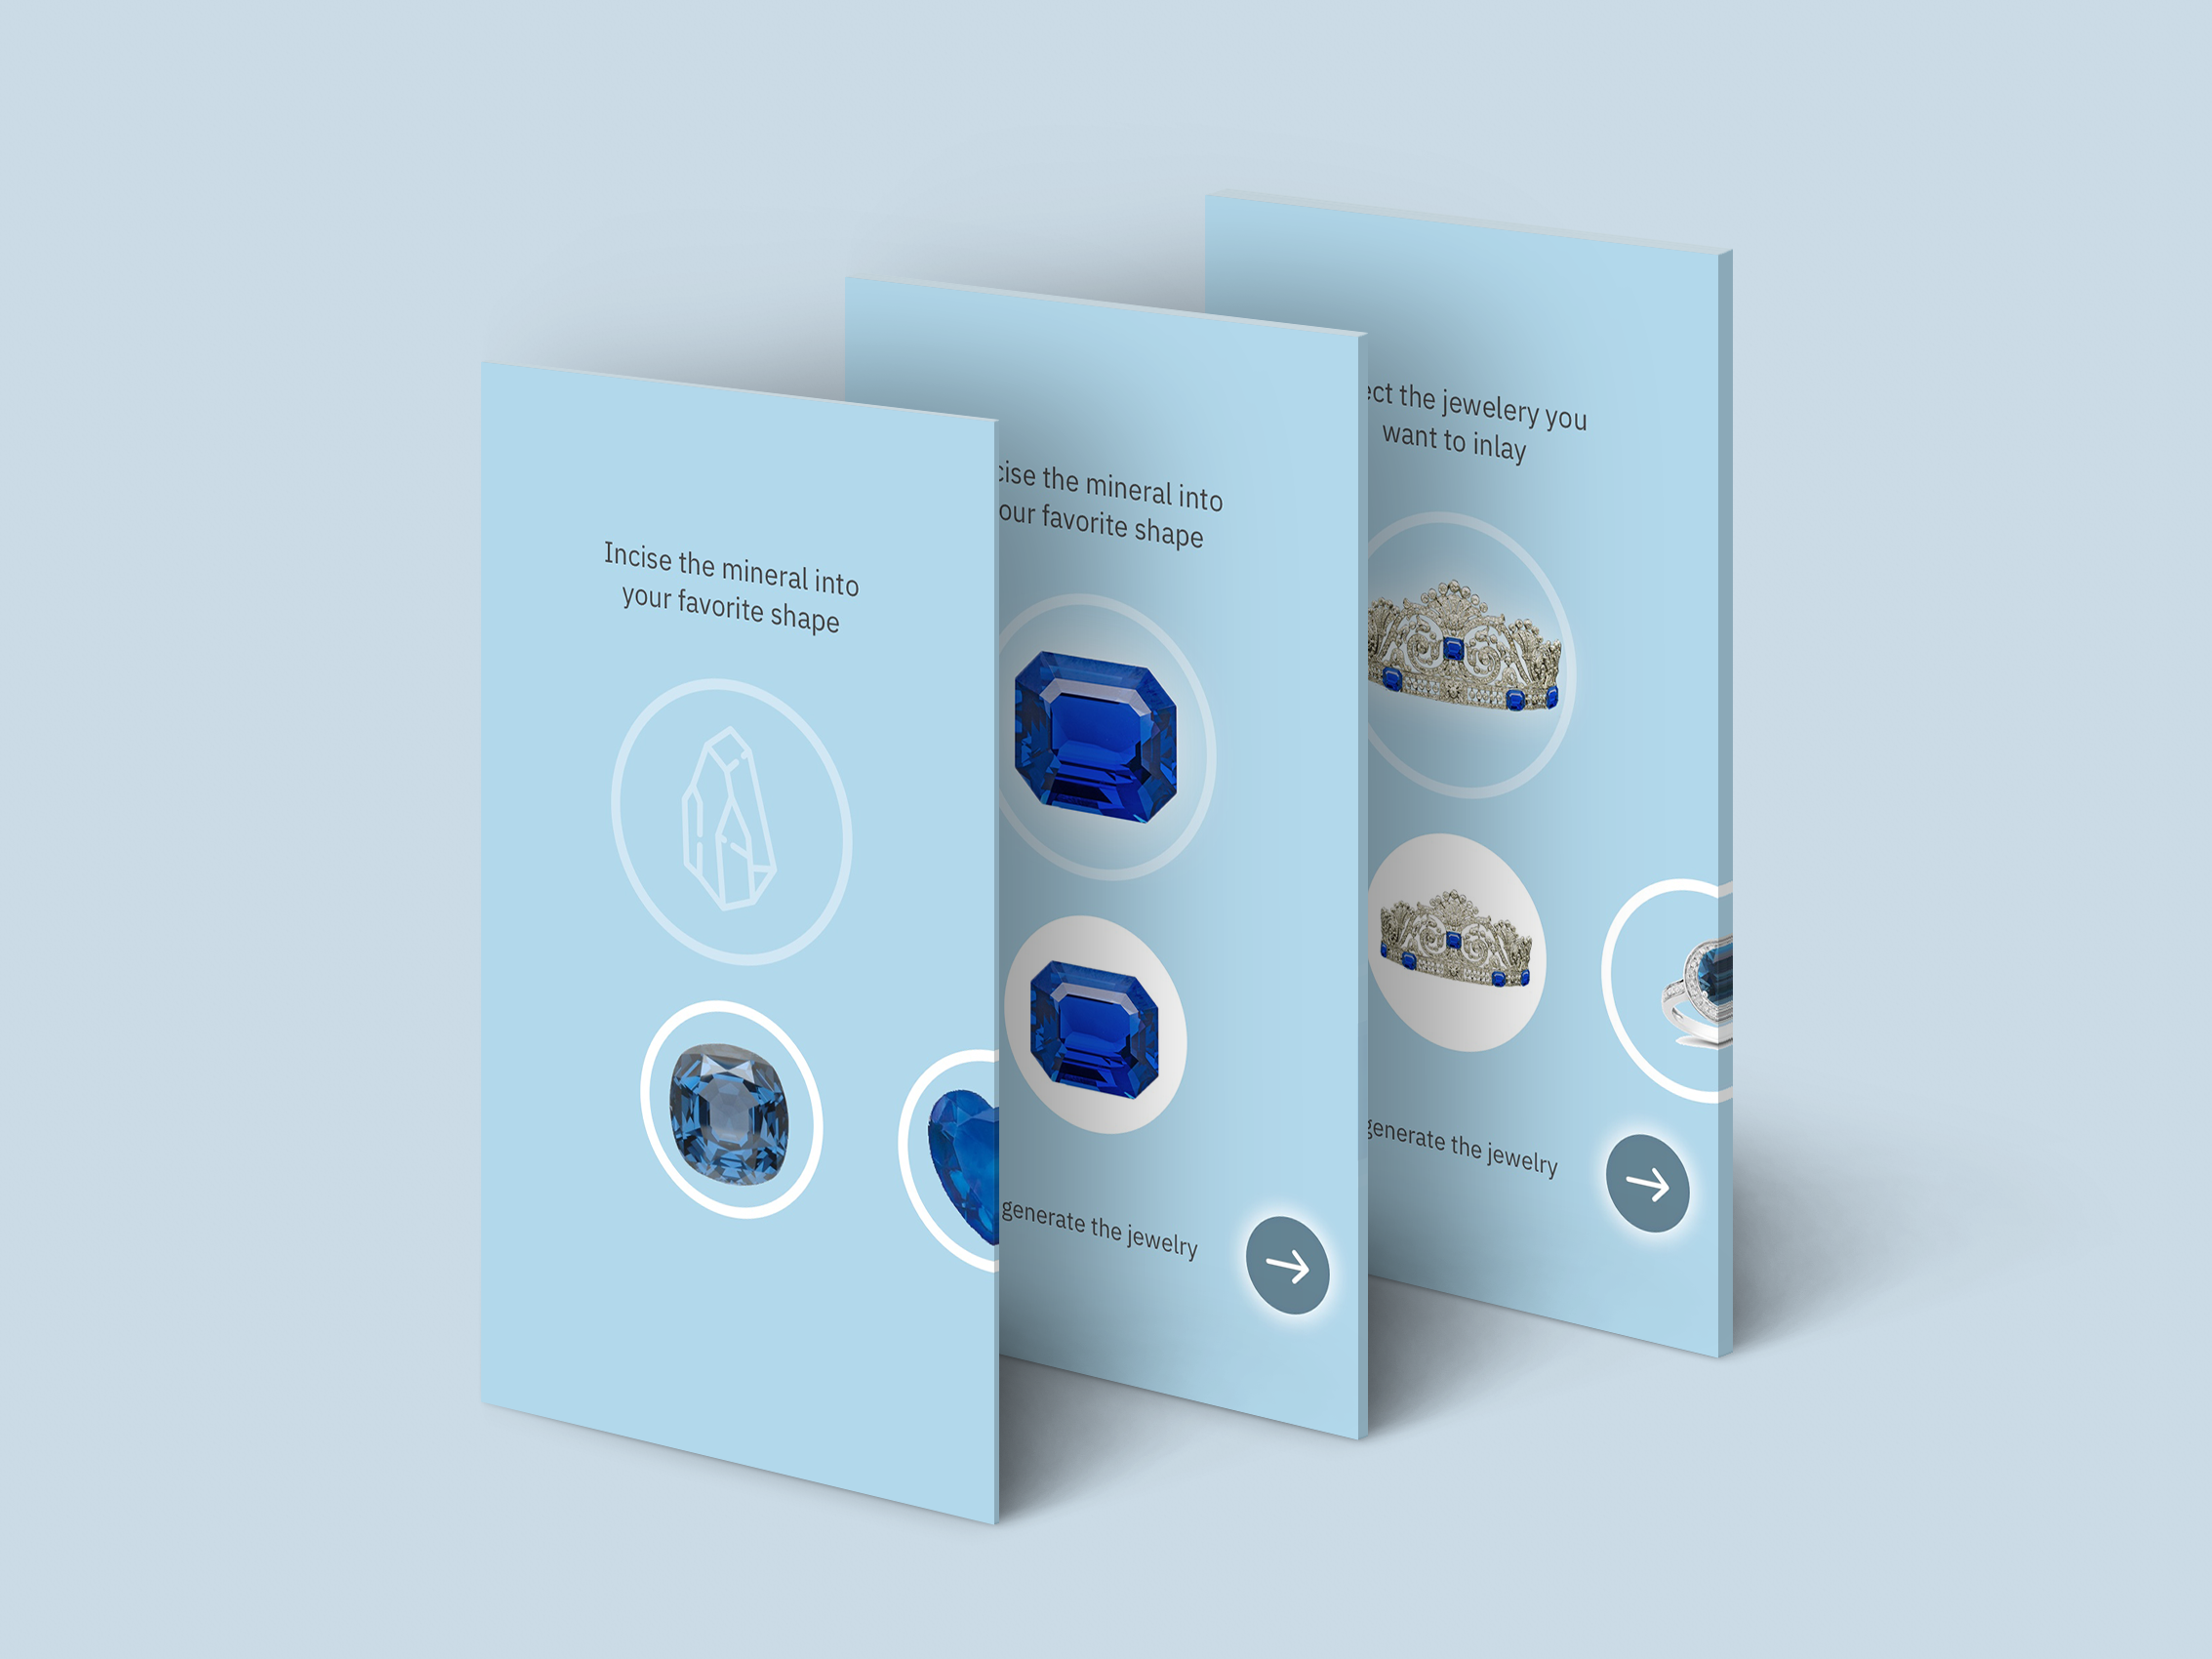 Incise the mineral into
your favorite shape
cise the mineral into
our favorite shape
generate the jewelry
ect the jewelery you
want to inlay
generate the jewelry